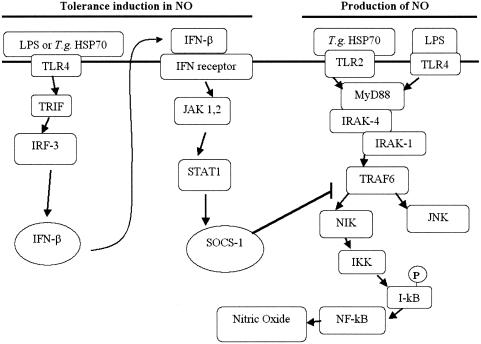 Tolerance induction in NO
Production of NO
LPS or T.g. HSP70
TLR4
TRIF
IRF-3
IFN-β
IFN-β
IFN receptor
JAK 1,2
STAT1
SOCS-1
T.g. HSP70
LPS
TLR2
TLR4
MyD88
IRAK-4
IRAK-1
TRAF6
NIK
JNK
IKK
P
I-kB
NF-kB
Nitric Oxide